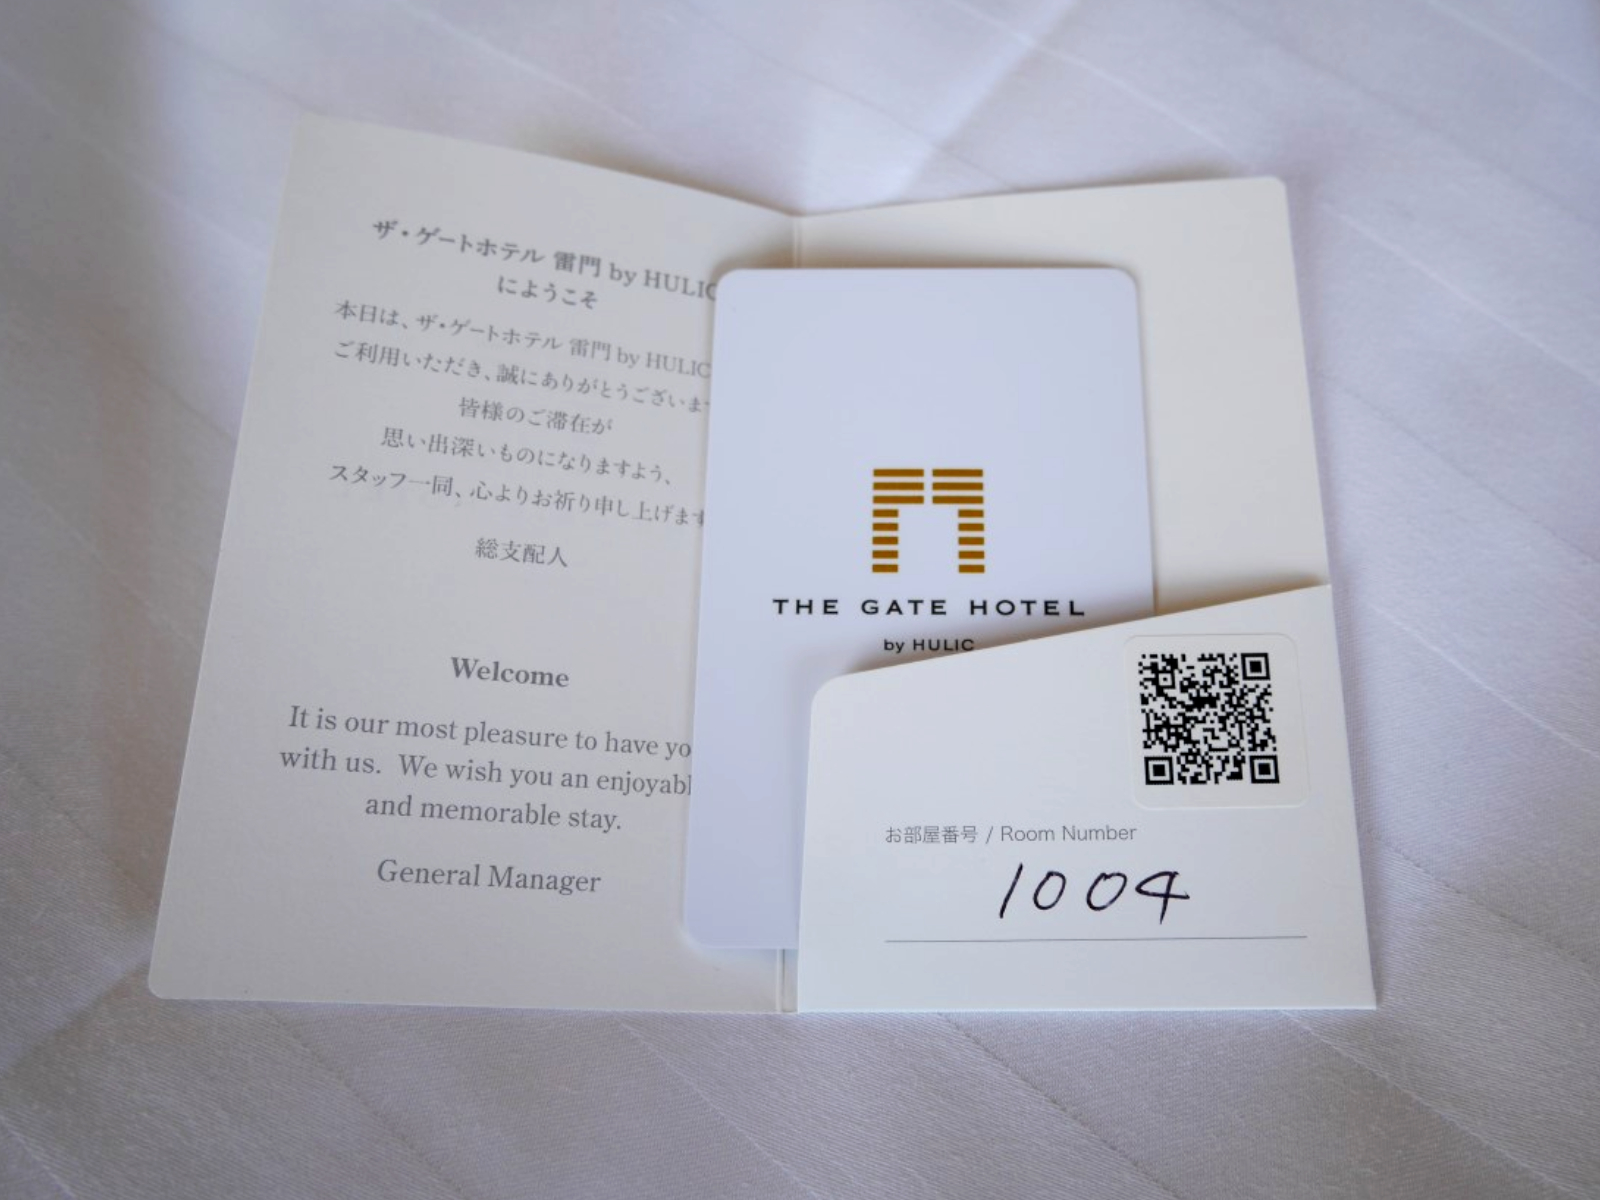 ザ・ゲートホテル 雷門 by HULIC
にようこそ
本日は、ザ・ゲートホテル 雷門 by HULIC
ご利用いただき、誠にありがとうございま
皆様のご滞在が
思い出深いものになりますよう、
スタッフ一同、心よりお祈り申し上げます
総支配人
Welcome
It is our most pleasure to have yo
with us. We wish you an enjoyabl
and memorable stay.
General Manager
THE GATE HOTEL
by HULIC
お部屋番号 / Room Number
1004